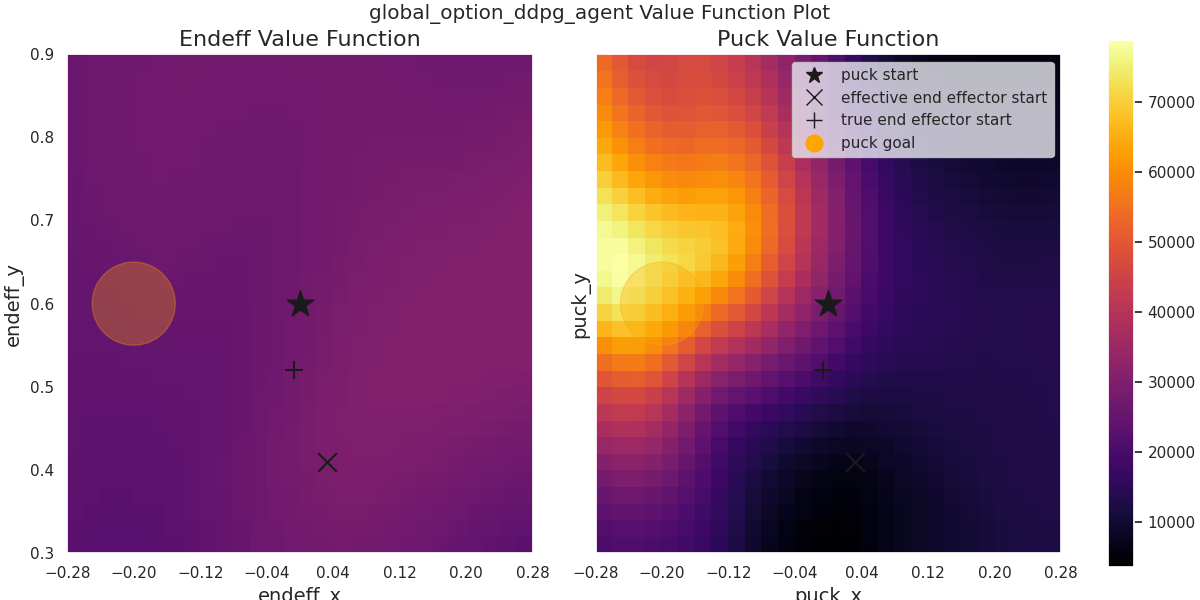 global_option_ddpg_agent Value Function Plot
Endeff Value Function
Puck Value Function
endeff_y
0.9
0.8
0.7
0.6
0.5
0.4
0.3
−0.28 −0.20 −0.12 −0.04 0.04 0.12 0.20 0.28
endeff_x
puck_y
puck start
effective end effector start
true end effector start
puck goal
−0.28 −0.20 −0.12 −0.04 0.04 0.12 0.20 0.28
puck_x
70000
60000
50000
40000
30000
20000
10000